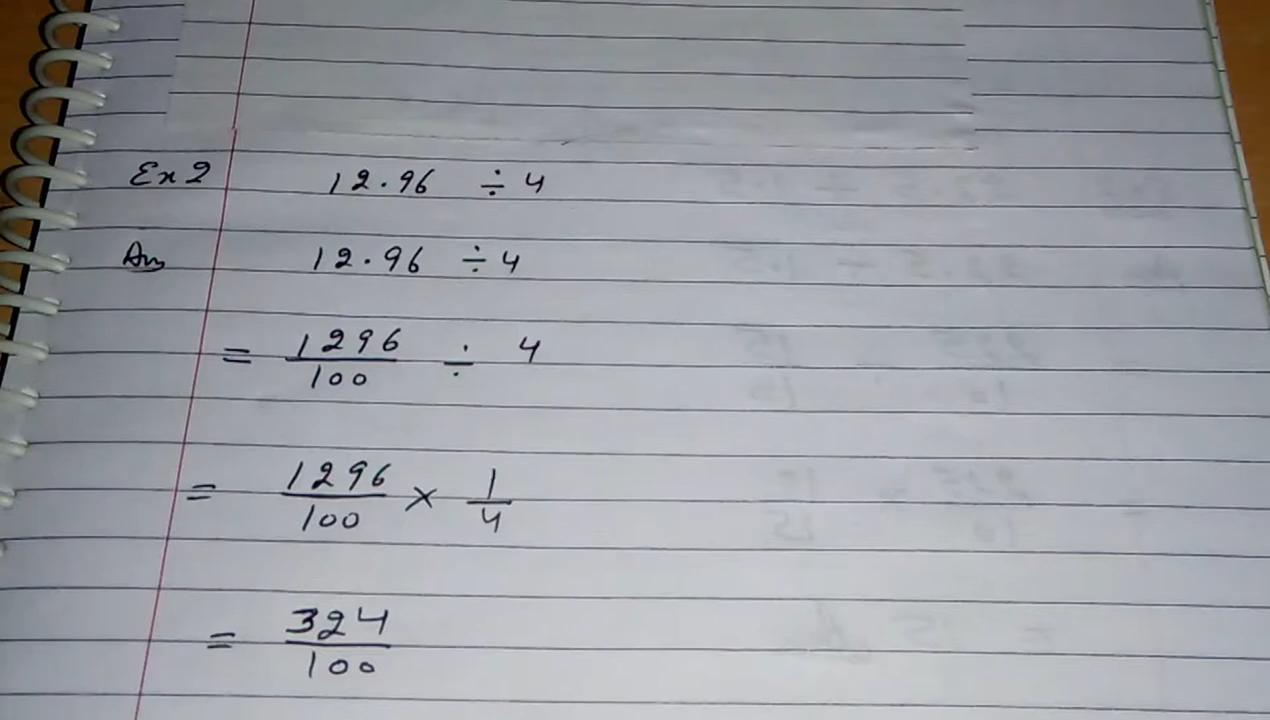 Ex 2 12.96 ÷ 4
Ans 12.96 ÷ 4
= 1296/100 ÷ 4
= 1296/100 × 1/4
= 324/100